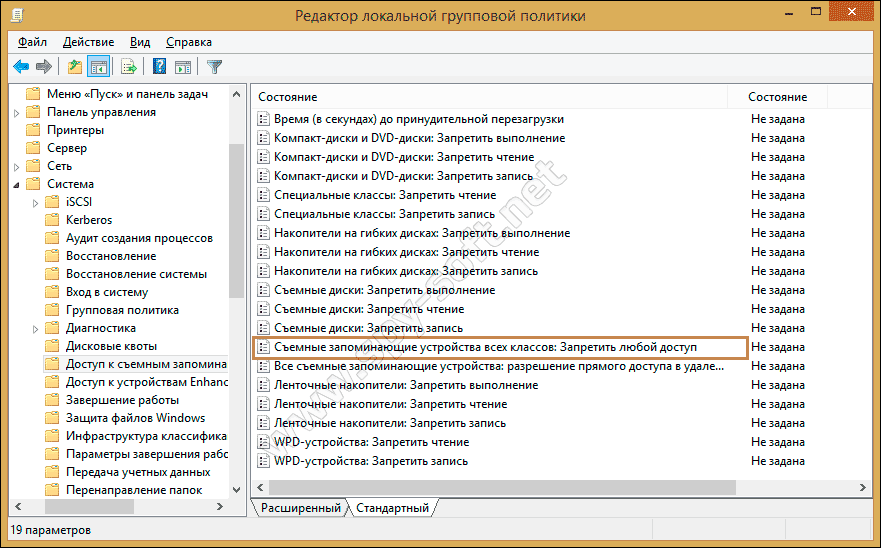 Редактор локальной групповой политики
Файл Действие Вид Справка
Меню «Пуск» и панель задач
Панель управления
Принтеры
Сервер
Сеть
Система
iSCSI
Kerberos
Аудит создания процессов
Восстановление
Восстановление системы
Вход в систему
Групповая политика
Диагностика
Дисковые квоты
Доступ к съемным запомина
Доступ к устройствам Enhanc
Завершение работы
Защита файлов Windows
Инфраструктура классифика
Параметры завершения рабо
Передача учетных данных
Перенаправление папок
Состояние Состояние
Время (в секундах) до принудительной перезагрузки Не задана
Компакт-диски и DVD-диски: Запретить выполнение Не задана
Компакт-диски и DVD-диски: Запретить чтение Не задана
Компакт-диски и DVD-диски: Запретить запись Не задана
Специальные классы: Запретить чтение Не задана
Специальные классы: Запретить запись Не задана
Накопители на гибких дисках: Запретить выполнение Не задана
Накопители на гибких дисках: Запретить чтение Не задана
Накопители на гибких дисках: Запретить запись Не задана
Съемные диски: Запретить выполнение Не задана
Съемные диски: Запретить чтение Не задана
Съемные диски: Запретить запись Не задана
Съемные запоминающие устройства всех классов: Запретить любой доступ Не задана
Все съемные запоминающие устройства: разрешение прямого доступа в удале... Не задана
Ленточные накопители: Запретить выполнение Не задана
Ленточные накопители: Запретить чтение Не задана
Ленточные накопители: Запретить запись Не задана
WPD-устройства: Запретить чтение Не задана
WPD-устройства: Запретить запись Не задана
Расширенный Стандартный
19 параметров
www.spy-soft.net